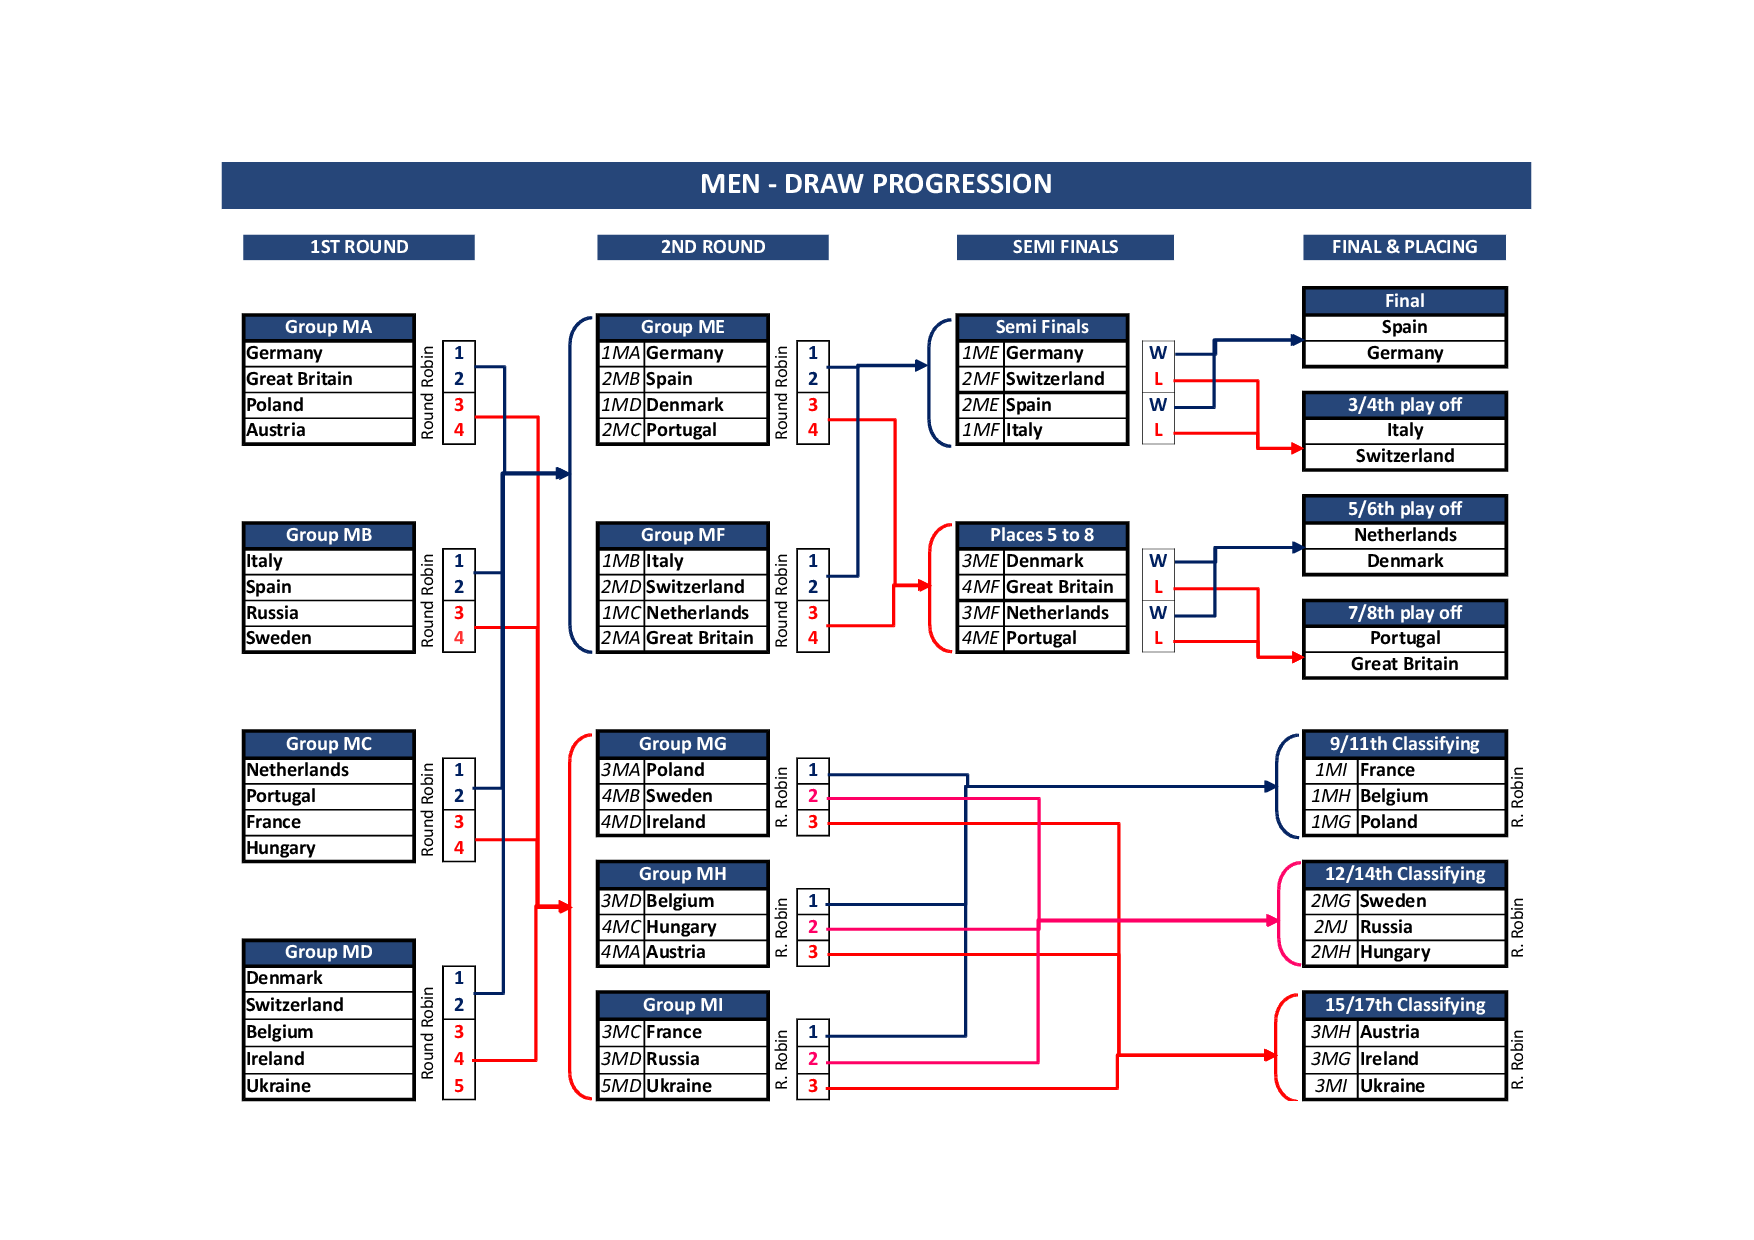 MEN - DRAW PROGRESSION
1ST ROUND
2ND ROUND
SEMI FINALS
FINAL & PLACING
Group MA
Germany 1
Great Britain 2
Poland 3
Austria 4
Round Robin
Group MB
Italy 1
Spain 2
Russia 3
Sweden 4
Round Robin
Group MC
Netherlands 1
Portugal 2
France 3
Hungary 4
Round Robin
Group MD
Denmark 1
Switzerland 2
Belgium 3
Ireland 4
Ukraine 5
Round Robin
Group ME
1MA Germany 1
2MB Spain 2
1MD Denmark 3
2MC Portugal 4
Round Robin
Group MF
1MB Italy 1
2MD Switzerland 2
1MC Netherlands 3
2MA Great Britain 4
Round Robin
Group MG
3MA Poland 1
4MB Sweden 2
4MD Ireland 3
R. Robin
Group MH
3MD Belgium 1
4MC Hungary 2
4MA Austria 3
R. Robin
Group MI
3MC France 1
3MD Russia 2
5MD Ukraine 3
R. Robin
Semi Finals
1ME Germany W
2MF Switzerland L
2ME Spain W
1MF Italy L
Places 5 to 8
3ME Denmark W
4MF Great Britain L
3MF Netherlands W
4ME Portugal L
Final
Spain
Germany
3/4th play off
Italy
Switzerland
5/6th play off
Netherlands
Denmark
7/8th play off
Portugal
Great Britain
9/11th Classifying
1MI France
1MH Belgium
1MG Poland
R. Robin
12/14th Classifying
2MG Sweden
2MJ Russia
2MH Hungary
R. Robin
15/17th Classifying
3MH Austria
3MG Ireland
3MI Ukraine
R. Robin